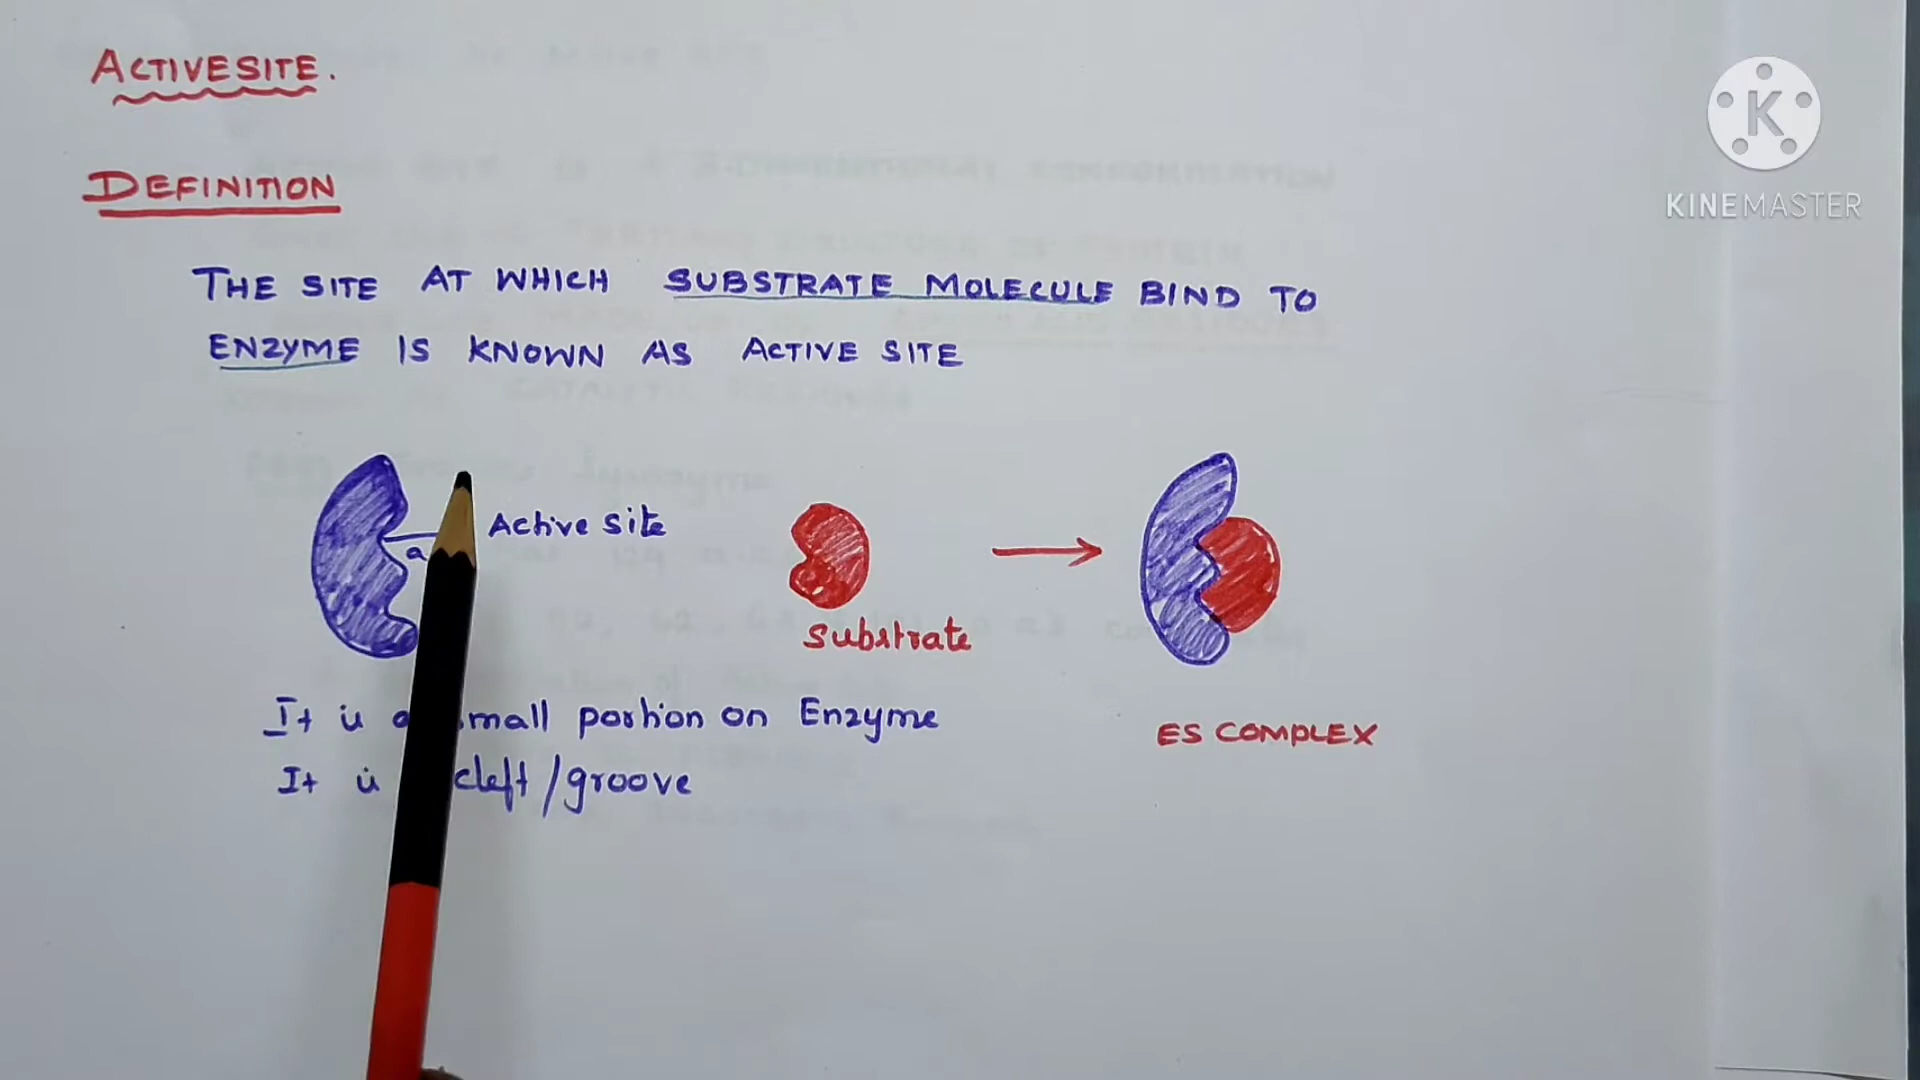 ACTIVESITE.
DEFINITION
THE SITE AT WHICH SUBSTRATE MOLECULE BIND TO
ENZYME IS KNOWN AS ACTIVE SITE
Active site
a
Substrate
It is small portion on Enzyme
It is cleft/groove
ES COMPLEX
K
KINEMASTER